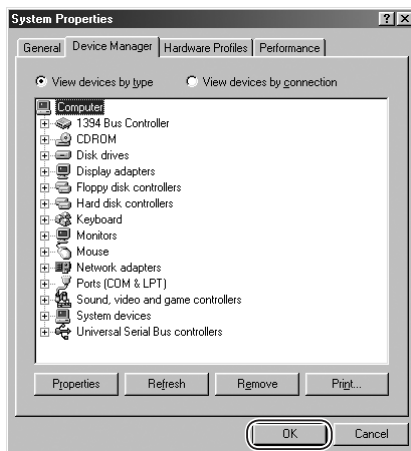 System Properties
General Device Manager Hardware Profiles Performance
View devices by type View devices by connection
Computer
1394 Bus Controller
CDROM
Disk drives
Display adapters
Floppy disk controllers
Hard disk controllers
Keyboard
Monitors
Mouse
Network adapters
Ports (COM & LPT)
Sound, video and game controllers
System devices
Universal Serial Bus controllers
Properties Refresh Remove Print...
OK Cancel